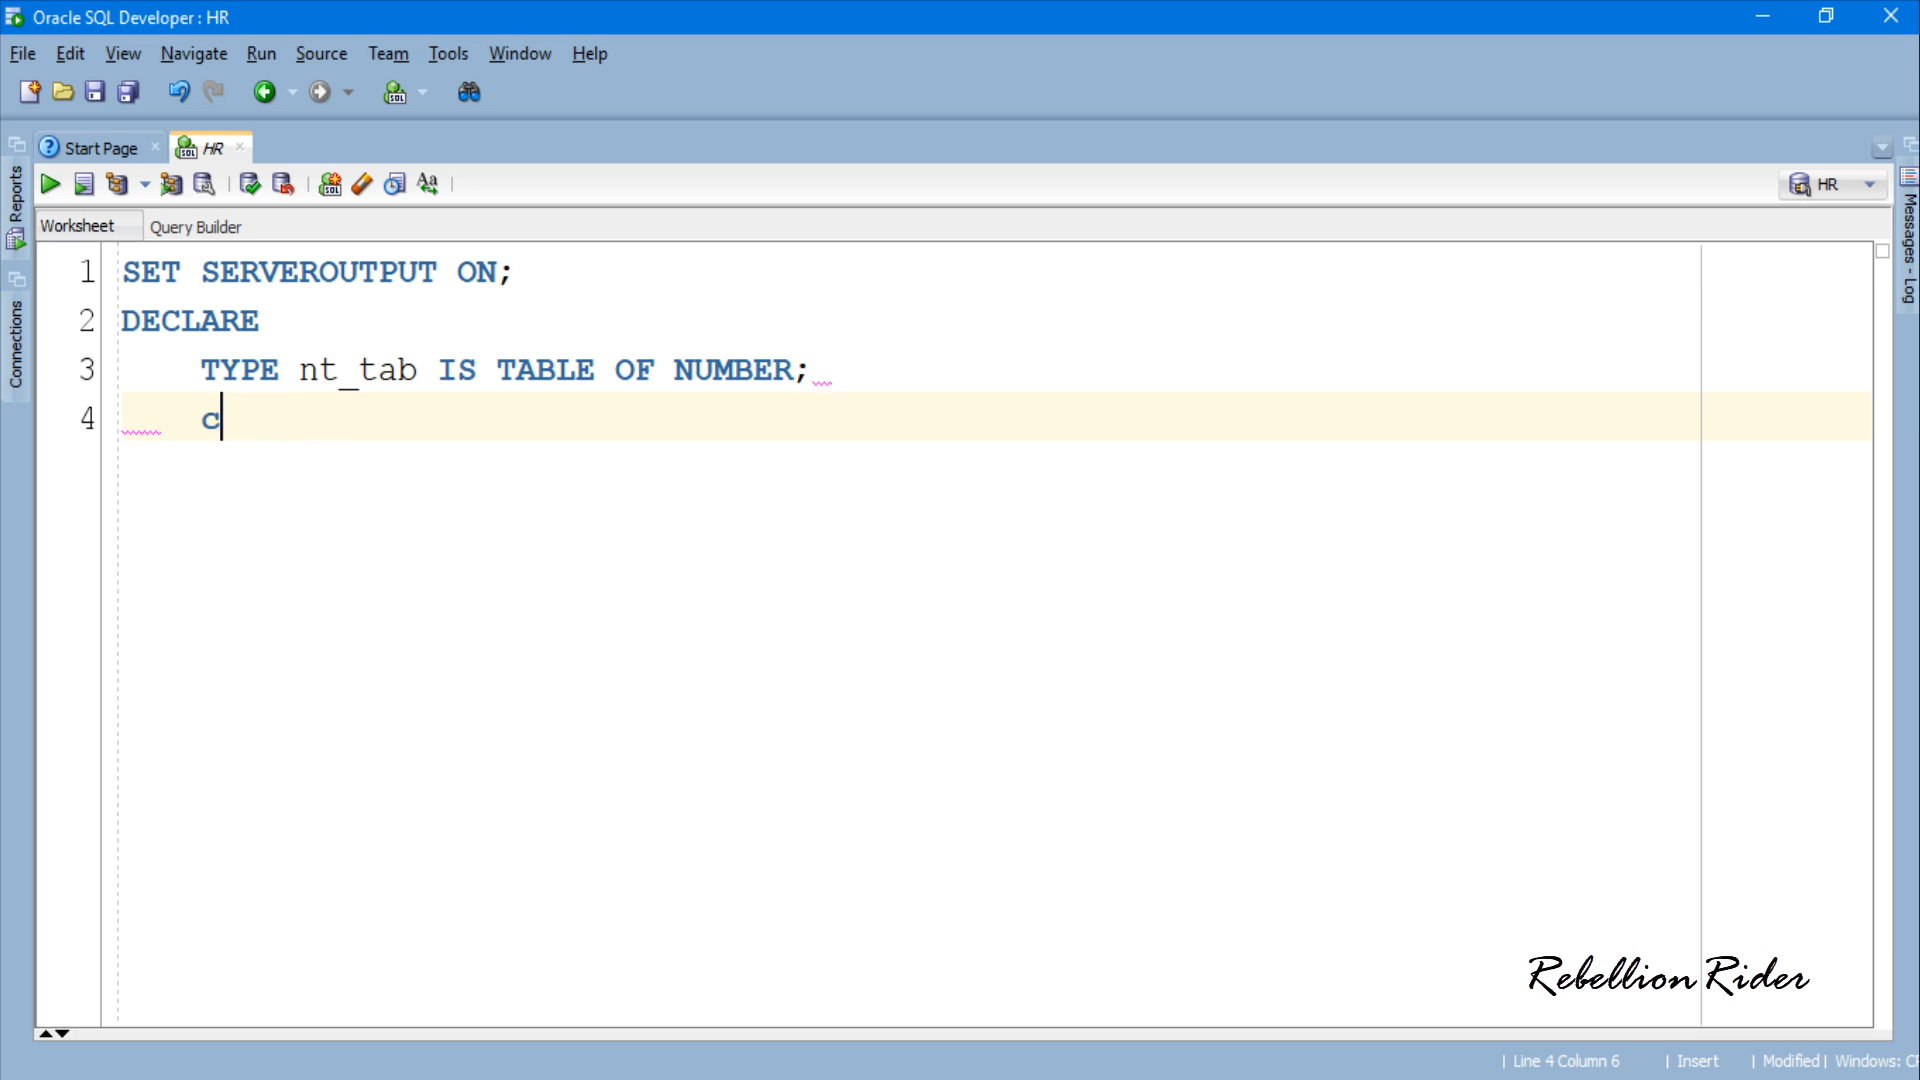 Oracle SQL Developer : HR
File Edit View Navigate Run Source Team Tools Window Help
Start Page HR
HR
Worksheet Query Builder
Reports
Connections
Messages - Log
1 SET SERVEROUTPUT ON;
2 DECLARE
3 TYPE nt_tab IS TABLE OF NUMBER;
4 c
Rebellion Rider
| Line 4 Column 6 | Insert | Modified | Windows: CR